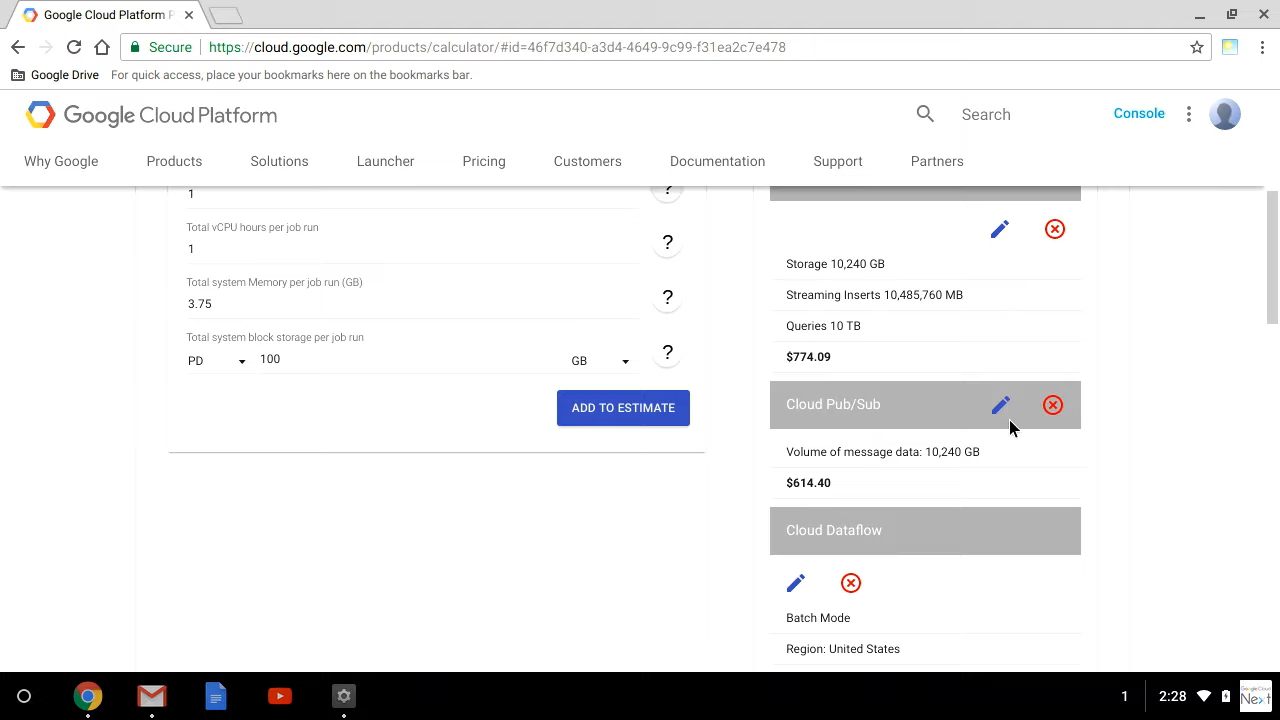 Google Cloud Platform P
Secure https://cloud.google.com/products/calculator/#id=46f7d340-a3d4-4649-9c99-f31ea2c7e478
Google Drive For quick access, place your bookmarks here on the bookmarks bar.
Google Cloud Platform Search Console
Why Google Products Solutions Launcher Pricing Customers Documentation Support Partners
1
?
Total vCPU hours per job run
1
?
Total system Memory per job run (GB)
3.75
?
Total system block storage per job run
PD 100 GB
?
ADD TO ESTIMATE
Storage 10,240 GB
Streaming Inserts 10,485,760 MB
Queries 10 TB
$774.09
Cloud Pub/Sub
Volume of message data: 10,240 GB
$614.40
Cloud Dataflow
Batch Mode
Region: United States
1 2:28
Google Cloud
Next